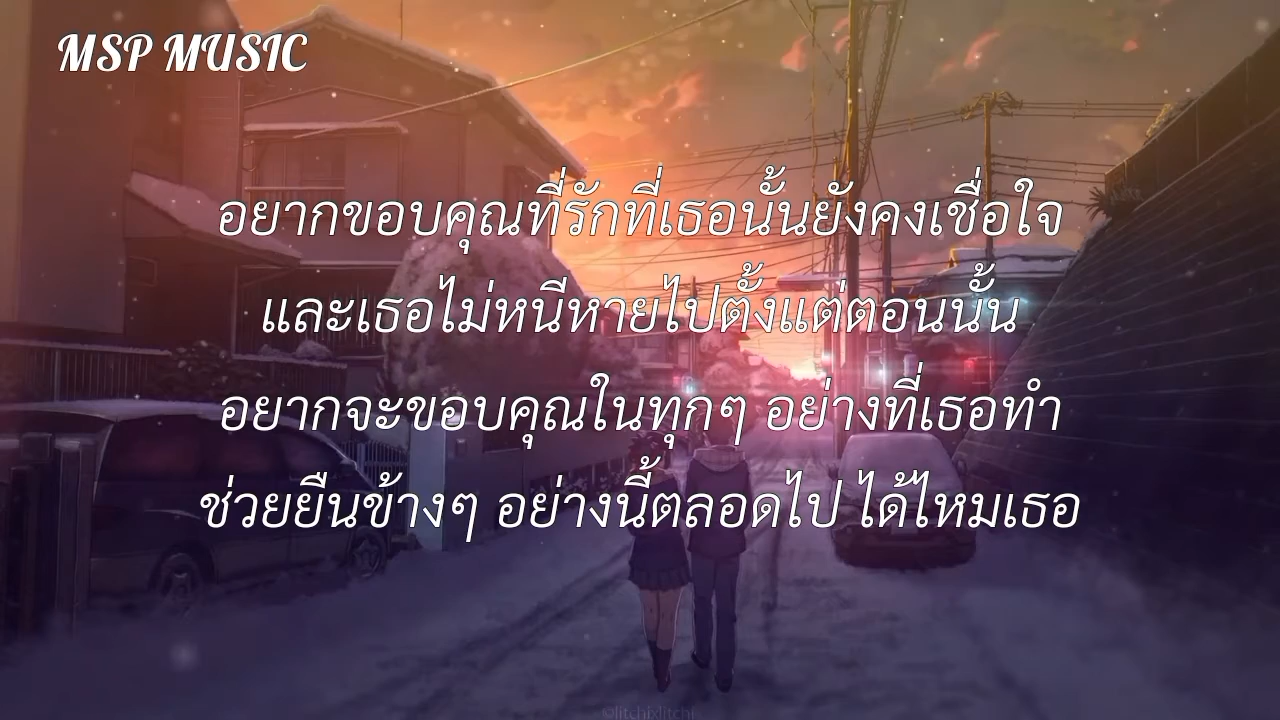 MSP MUSIC
อยากขอบคุณที่รักที่เธอนั้นยังคงเชื่อใจ
และเธอไม่หนีหายไปตั้งแต่ตอนนั้น
อยากจะขอบคุณในทุกๆ อย่างที่เธอทำ
ช่วยยืนข้างๆ อย่างนี้ตลอดไป ได้ไหมเธอ
©litchixlitchi